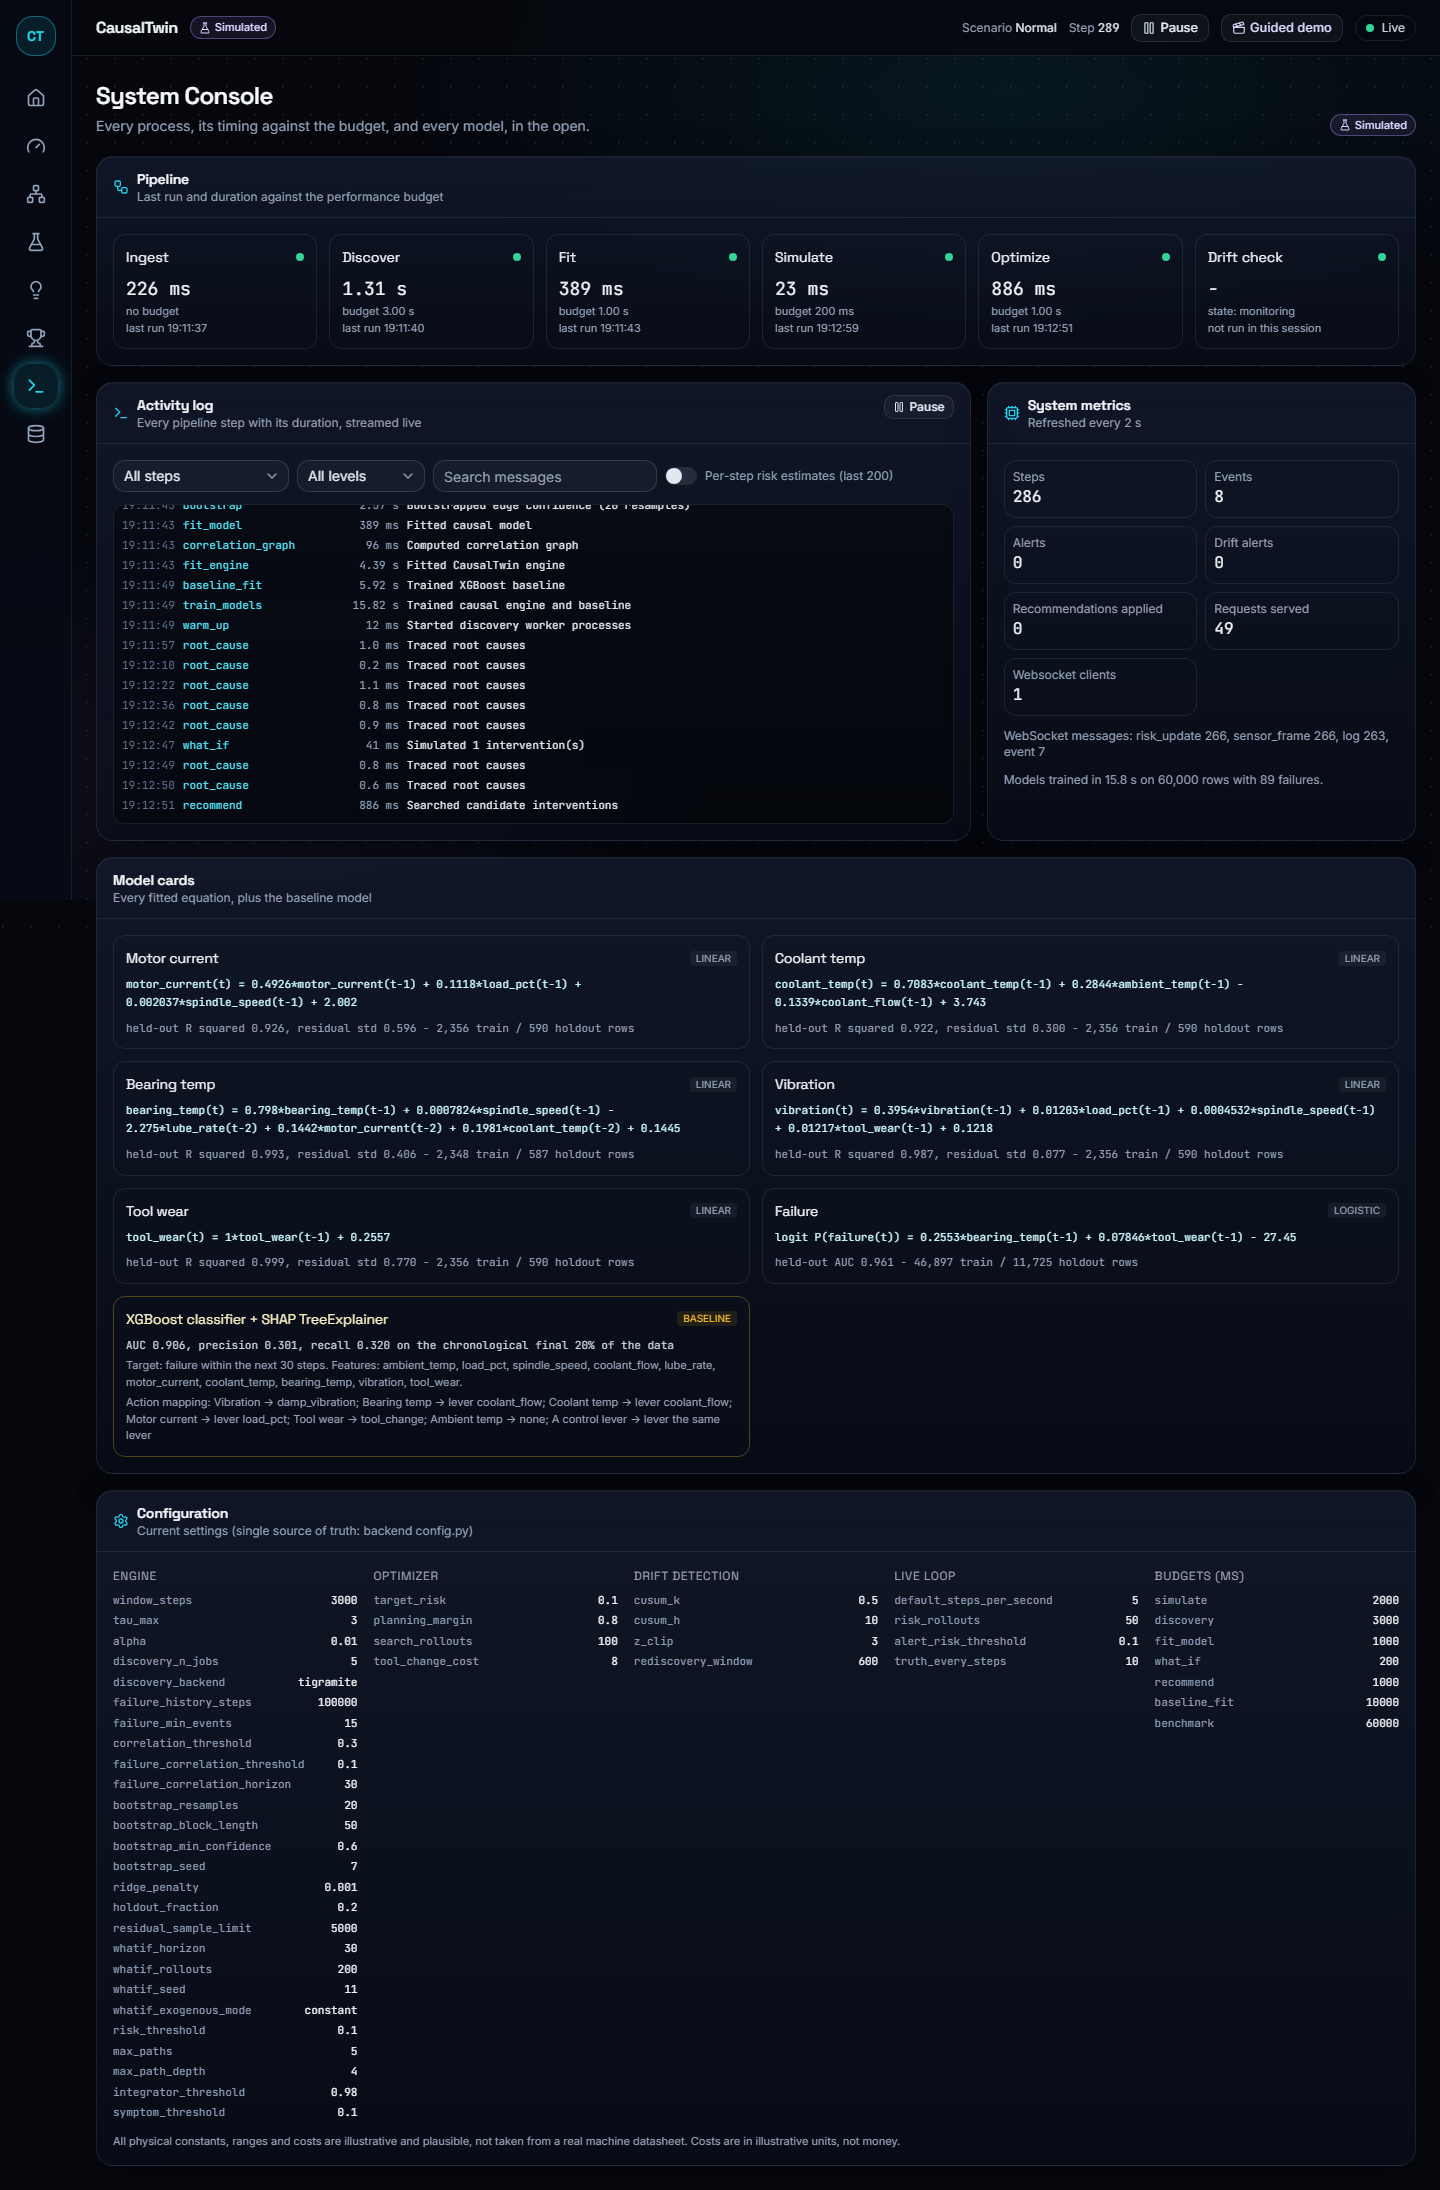 CT
CausalTwin
Simulated
Scenario Normal
Step 289
Pause
Guided demo
Live
System Console
Every process, its timing against the budget, and every model, in the open.
Simulated
Pipeline
Last run and duration against the performance budget
Ingest
226 ms
no budget
last run 19:11:37
Discover
1.31 s
budget 3.00 s
last run 19:11:40
Fit
389 ms
budget 1.00 s
last run 19:11:43
Simulate
23 ms
budget 200 ms
last run 19:12:59
Optimize
886 ms
budget 1.00 s
last run 19:12:51
Drift check
-
state: monitoring
not run in this session
Activity log
Every pipeline step with its duration, streamed live
Pause
All steps
All levels
Search messages
Per-step risk estimates (last 200)
19:11:43 bootstrap 2.57 s Bootstrapped edge confidence (20 resamples)
19:11:43 fit_model 389 ms Fitted causal model
19:11:43 correlation_graph 96 ms Computed correlation graph
19:11:43 fit_engine 4.39 s Fitted CausalTwin engine
19:11:49 baseline_fit 5.92 s Trained XGBoost baseline
19:11:49 train_models 15.82 s Trained causal engine and baseline
19:11:49 warm_up 12 ms Started discovery worker processes
19:11:57 root_cause 1.0 ms Traced root causes
19:12:10 root_cause 0.2 ms Traced root causes
19:12:22 root_cause 1.1 ms Traced root causes
19:12:36 root_cause 0.8 ms Traced root causes
19:12:42 root_cause 0.9 ms Traced root causes
19:12:47 what_if 41 ms Simulated 1 intervention(s)
19:12:49 root_cause 0.8 ms Traced root causes
19:12:50 root_cause 0.6 ms Traced root causes
19:12:51 recommend 886 ms Searched candidate interventions
System metrics
Refreshed every 2 s
Steps
286
Events
8
Alerts
0
Drift alerts
0
Recommendations applied
0
Requests served
49
Websocket clients
1
WebSocket messages: risk_update 266, sensor_frame 266, log 263,
event 7
Models trained in 15.8 s on 60,000 rows with 89 failures.
Model cards
Every fitted equation, plus the baseline model
Motor current
LINEAR
motor_current(t) = 0.4926*motor_current(t-1) + 0.1118*load_pct(t-1) +
0.002037*spindle_speed(t-1) + 2.002
held-out R squared 0.926, residual std 0.596 - 2,356 train / 590 holdout rows
Coolant temp
LINEAR
coolant_temp(t) = 0.7083*coolant_temp(t-1) + 0.2844*ambient_temp(t-1) -
0.1339*coolant_flow(t-1) + 3.743
held-out R squared 0.922, residual std 0.300 - 2,356 train / 590 holdout rows
Bearing temp
LINEAR
bearing_temp(t) = 0.798*bearing_temp(t-1) + 0.0007824*spindle_speed(t-1) -
2.275*lube_rate(t-2) + 0.1442*motor_current(t-2) + 0.1981*coolant_temp(t-2) + 0.1445
held-out R squared 0.993, residual std 0.406 - 2,348 train / 587 holdout rows
Vibration
LINEAR
vibration(t) = 0.3954*vibration(t-1) + 0.01203*load_pct(t-1) + 0.0004532*spindle_speed(t-1)
+ 0.01217*tool_wear(t-1) + 0.1218
held-out R squared 0.987, residual std 0.077 - 2,356 train / 590 holdout rows
Tool wear
LINEAR
tool_wear(t) = 1*tool_wear(t-1) + 0.2557
held-out R squared 0.999, residual std 0.770 - 2,356 train / 590 holdout rows
Failure
LOGISTIC
logit P(failure(t)) = 0.2553*bearing_temp(t-1) + 0.07846*tool_wear(t-1) - 27.45
held-out AUC 0.961 - 46,897 train / 11,725 holdout rows
XGBoost classifier + SHAP TreeExplainer
BASELINE
AUC 0.906, precision 0.301, recall 0.320 on the chronological final 20% of the data
Target: failure within the next 30 steps. Features: ambient_temp, load_pct, spindle_speed, coolant_flow, lube_rate,
motor_current, coolant_temp, bearing_temp, vibration, tool_wear.
Action mapping: Vibration → damp_vibration; Bearing temp → lever coolant_flow; Coolant temp → lever coolant_flow;
Motor current → lever load_pct; Tool wear → tool_change; Ambient temp → none; A control lever → lever the same
lever
Configuration
Current settings (single source of truth: backend config.py)
ENGINE
window_steps 3000
tau_max 3
alpha 0.01
discovery_n_jobs 5
discovery_backend tigramite
failure_history_steps 100000
failure_min_events 15
correlation_threshold 0.3
failure_correlation_threshold 0.1
failure_correlation_horizon 30
bootstrap_resamples 20
bootstrap_block_length 50
bootstrap_min_confidence 0.6
bootstrap_seed 7
ridge_penalty 0.001
holdout_fraction 0.2
residual_sample_limit 5000
whatif_horizon 30
whatif_rollouts 200
whatif_seed 11
whatif_exogenous_mode constant
risk_threshold 0.1
max_paths 5
max_path_depth 4
integrator_threshold 0.98
symptom_threshold 0.1
OPTIMIZER
target_risk 0.1
planning_margin 0.8
search_rollouts 100
tool_change_cost 8
DRIFT DETECTION
cusum_k 0.5
cusum_h 10
z_clip 3
rediscovery_window 600
LIVE LOOP
default_steps_per_second 5
risk_rollouts 50
alert_risk_threshold 0.1
truth_every_steps 10
BUDGETS (MS)
simulate 2000
discovery 3000
fit_model 1000
what_if 200
recommend 1000
baseline_fit 10000
benchmark 60000
All physical constants, ranges and costs are illustrative and plausible, not taken from a real machine datasheet. Costs are in illustrative units, not money.